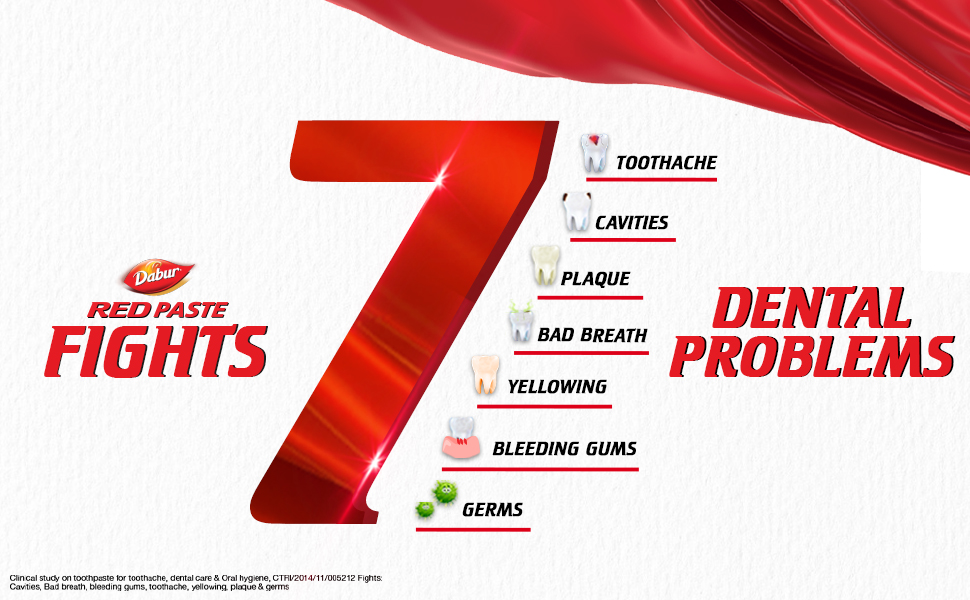 Dabur
RED PASTE
FIGHTS
7
TOOTHACHE
CAVITIES
PLAQUE
BAD BREATH
YELLOWING
BLEEDING GUMS
GERMS
DENTAL
PROBLEMS
Clinical study on toothpaste for toothache, dental care & Oral hygiene, CTRI/2014/11/005212 Fights:
Cavities, Bad breath, bleeding gums, toothache, yellowing, plaque & germs